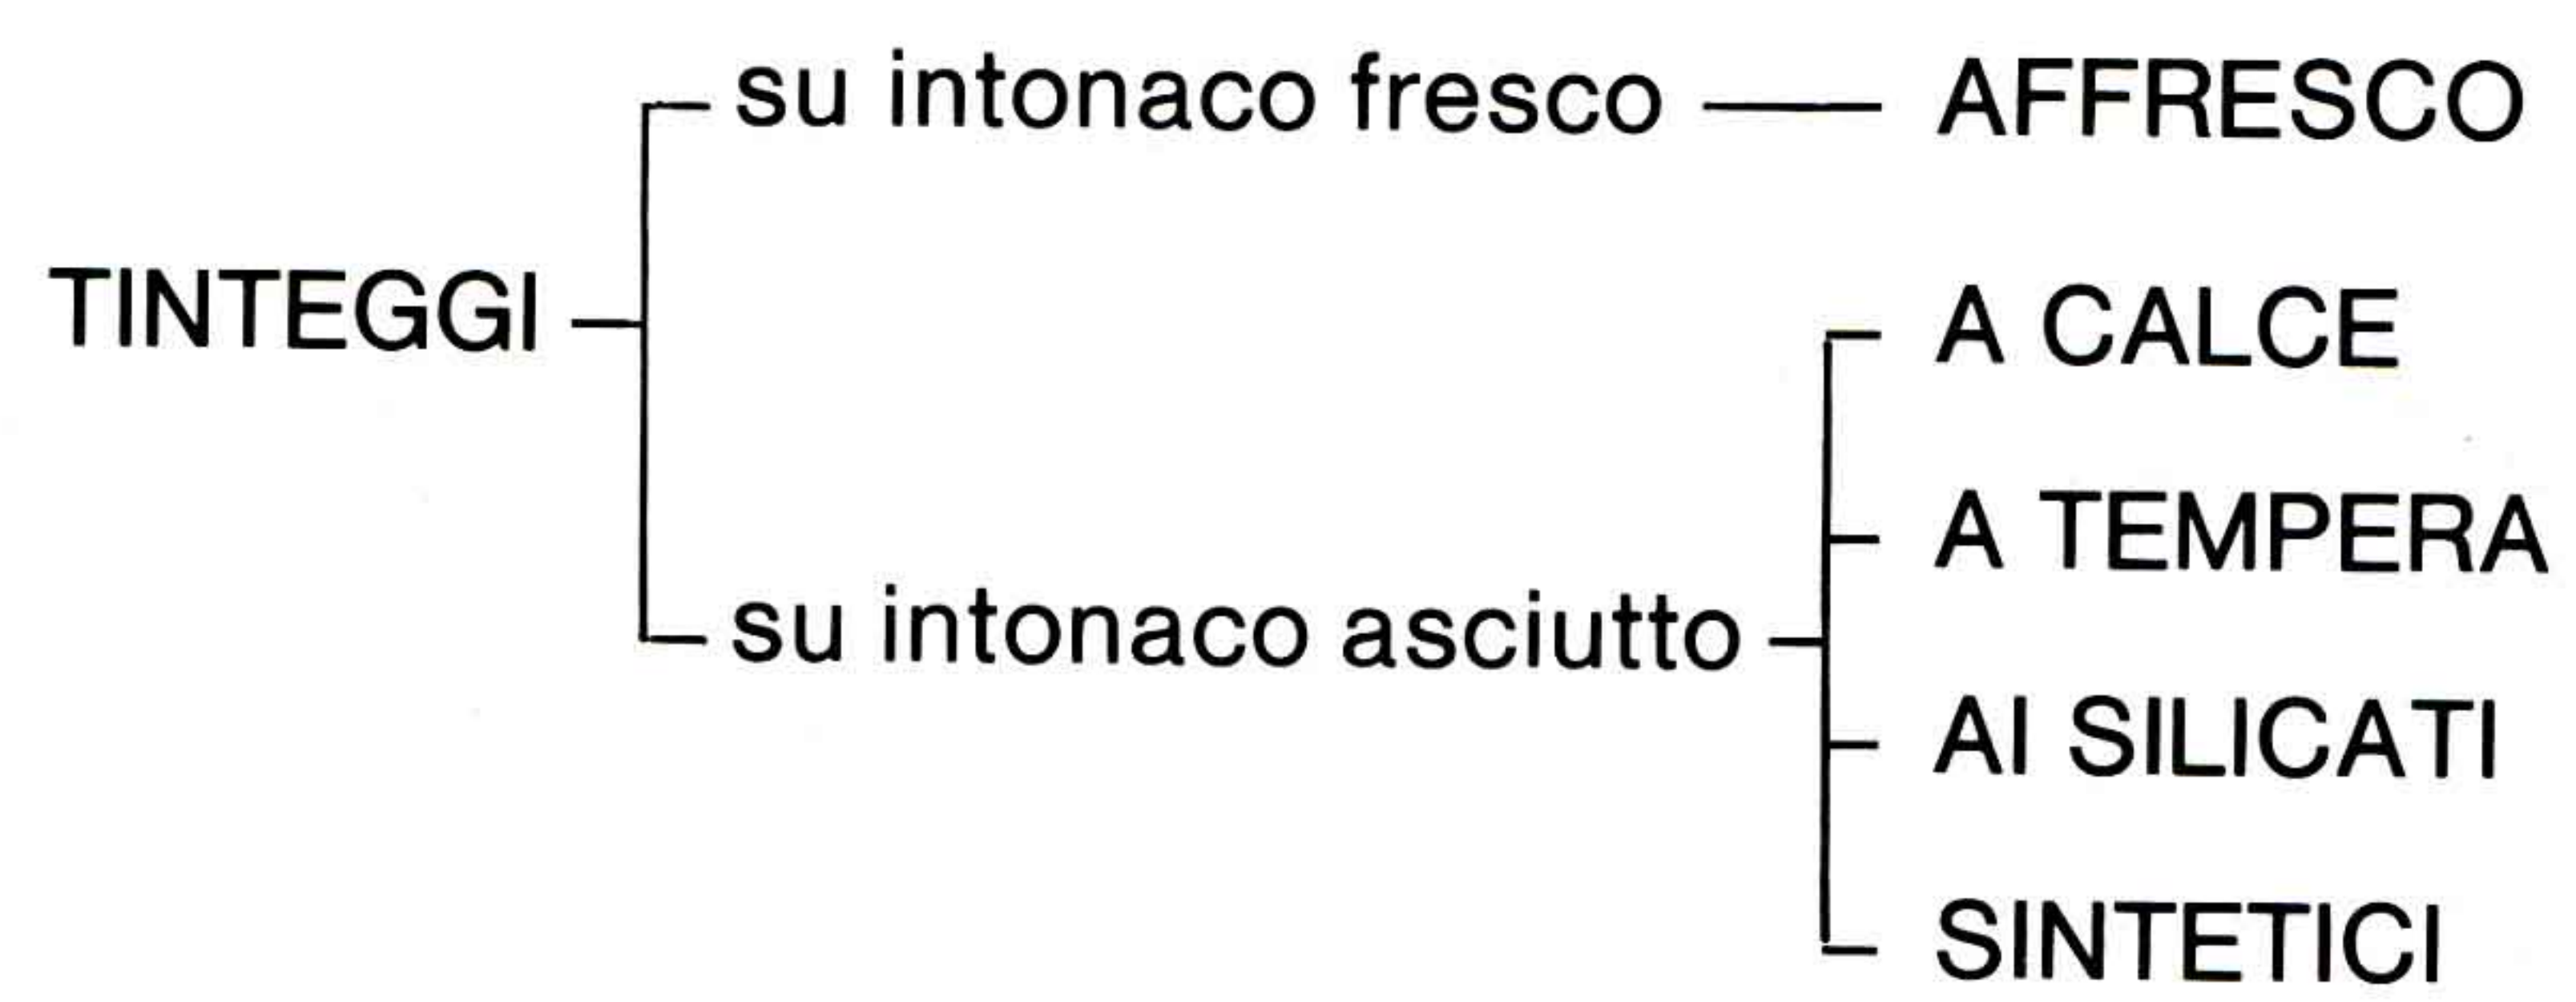 su intonaco fresco
AFFRESCO
TINTEGGI
A CALCE
A TEMPERA
su intonaco asciutto
AI SILICATI
SINTETICI